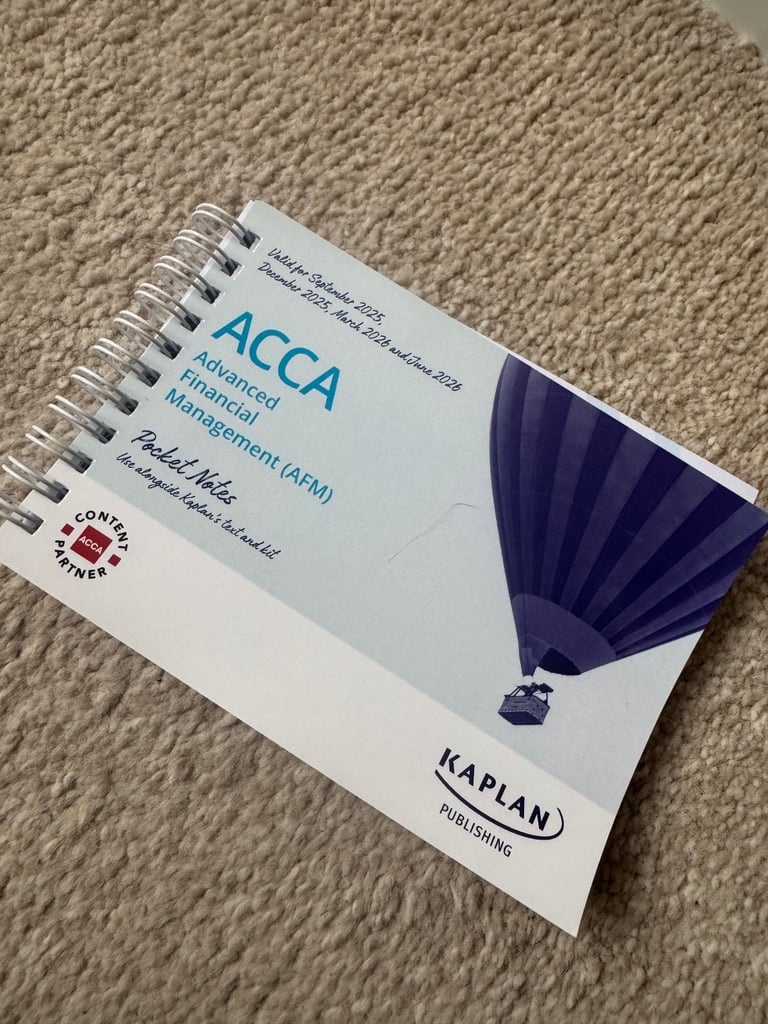 Valid for September 2025,
December 2025, March 2026 and June 2026
ACCA
Advanced
Financial
Management (AFM)
Pocket Notes
Use alongside Kaplan's text and kit
CONTENT
ACCA
PARTNER
KAPLAN
PUBLISHING